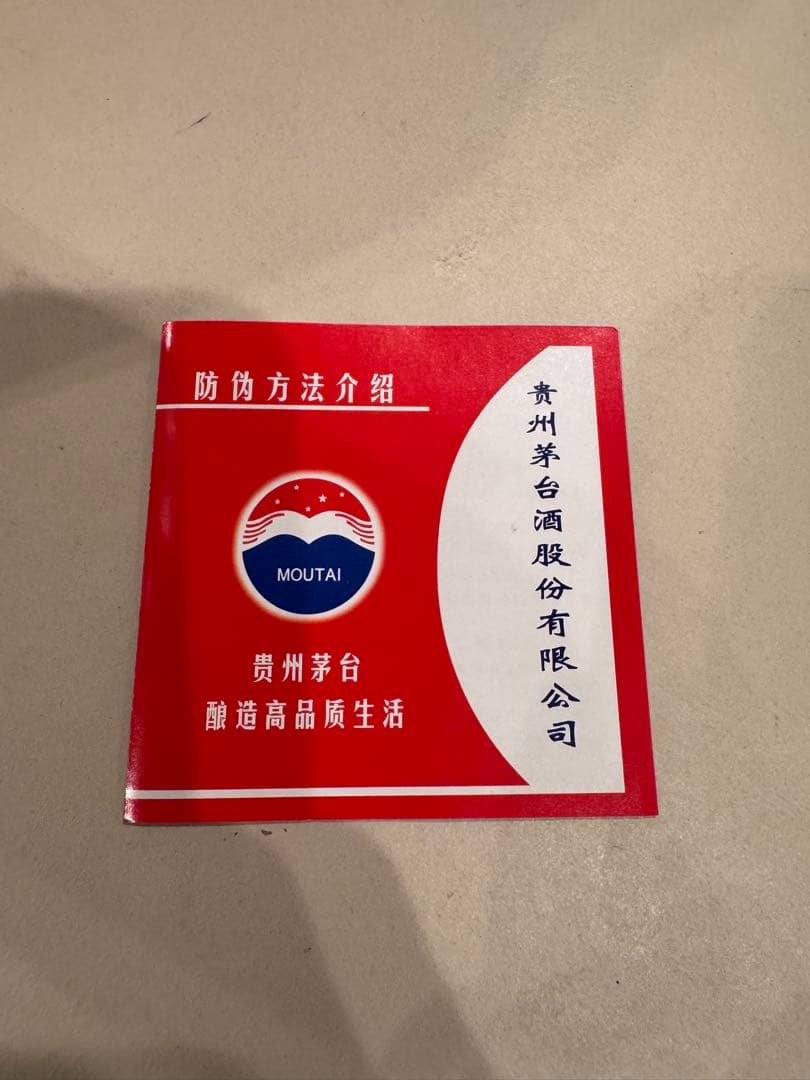 防伪方法介绍
MOUTAI
贵州茅台
酿造高品质生活
贵州茅台酒股份有限公司